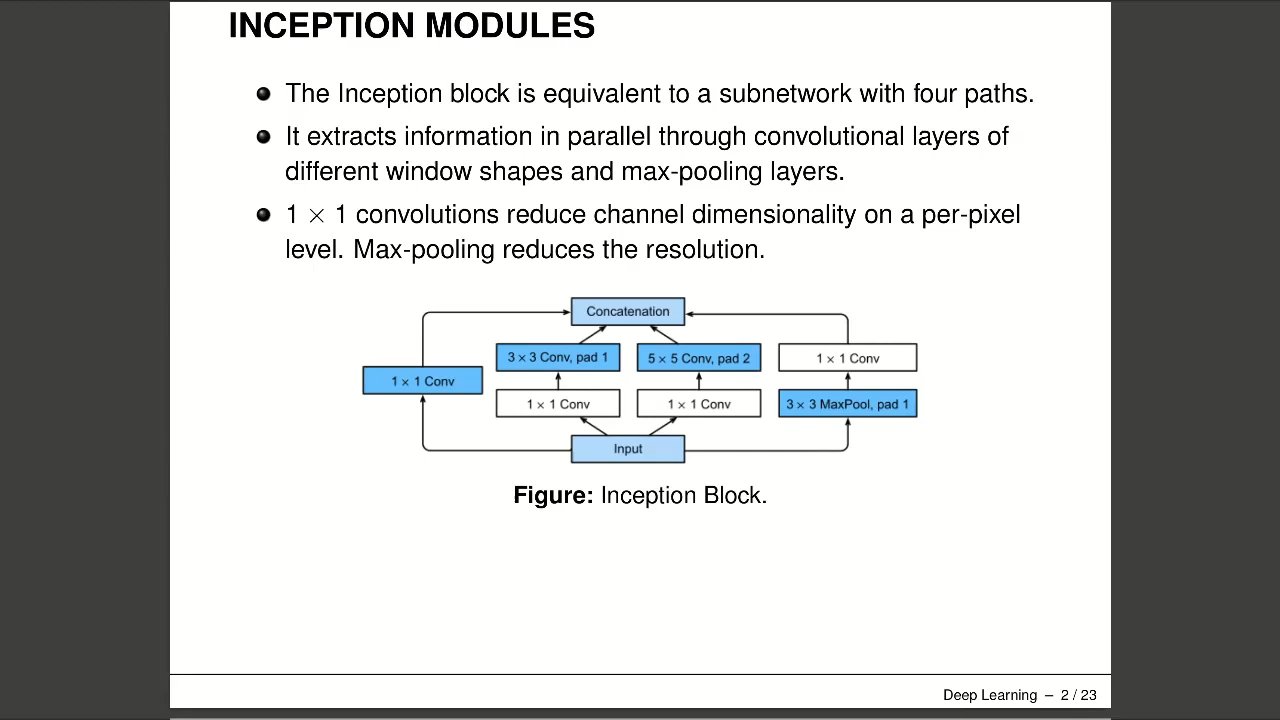 INCEPTION MODULES
The Inception block is equivalent to a subnetwork with four paths.
It extracts information in parallel through convolutional layers of
different window shapes and max-pooling layers.
1 × 1 convolutions reduce channel dimensionality on a per-pixel
level. Max-pooling reduces the resolution.
Concatenation
3 × 3 Conv, pad 1
5 × 5 Conv, pad 2
1 × 1 Conv
1 × 1 Conv
1 × 1 Conv
1 × 1 Conv
3 × 3 MaxPool, pad 1
Input
Figure: Inception Block.
Deep Learning – 2 / 23